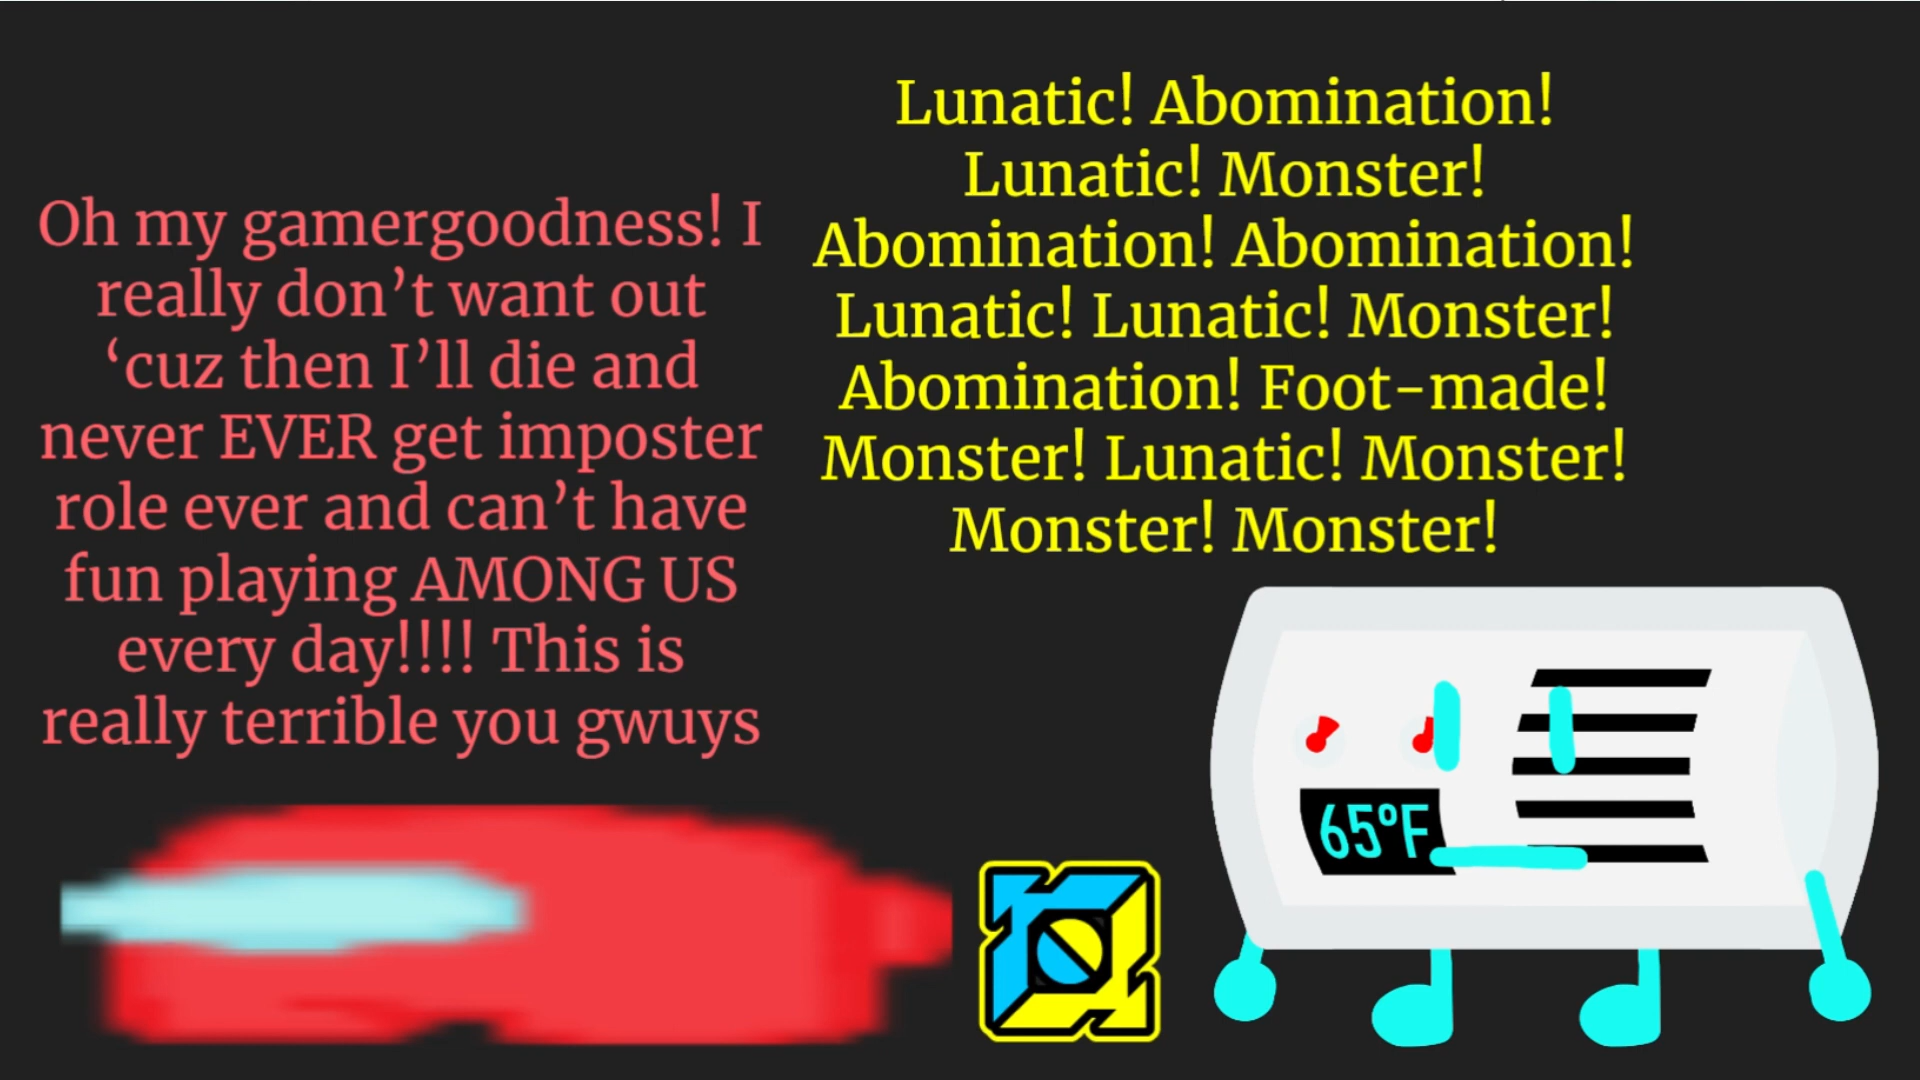 Oh my gamergoodness! I
really don’t want out
‘cuz then I’ll die and
never EVER get imposter
role ever and can’t have
fun playing AMONG US
every day!!!! This is
really terrible you gwuys
Lunatic! Abomination!
Lunatic! Monster!
Abomination! Abomination!
Lunatic! Lunatic! Monster!
Abomination! Foot-made!
Monster! Lunatic! Monster!
Monster! Monster!
65°F